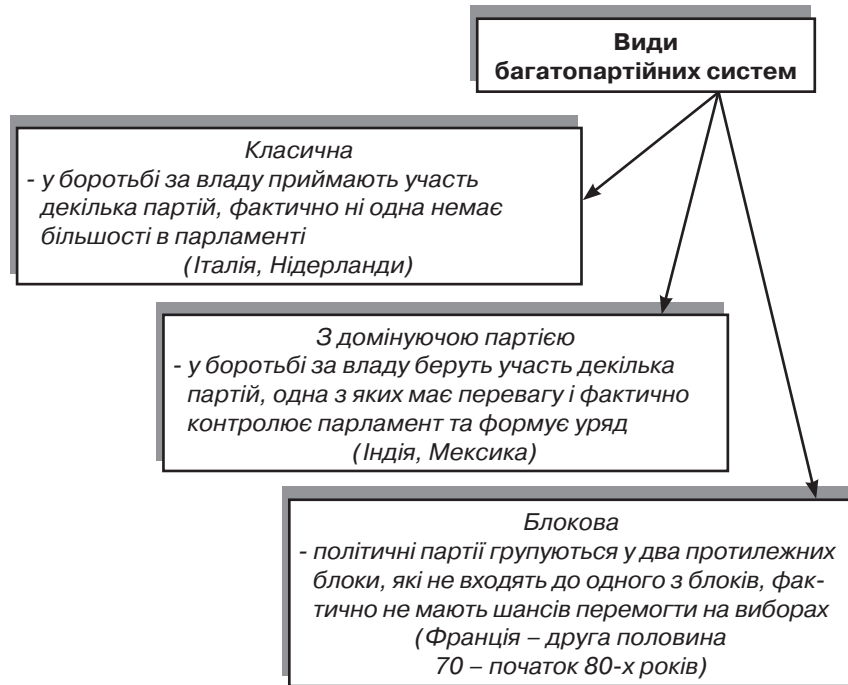 Види
багатопартійних систем
Класична
- у боротьбі за владу приймають участь
декілька партій, фактично ні одна немає
більшості в парламенті
(Італія, Нідерланди)
З домінуючою партією
- у боротьбі за владу беруть участь декілька
партій, одна з яких має перевагу і фактично
контролює парламент та формує уряд
(Індія, Мексика)
Блокова
- політичні партії групуються у два протилежних
блоки, які не входять до одного з блоків, фак-
тично не мають шансів перемогти на виборах
(Франція – друга половина
70 – початок 80-х років)